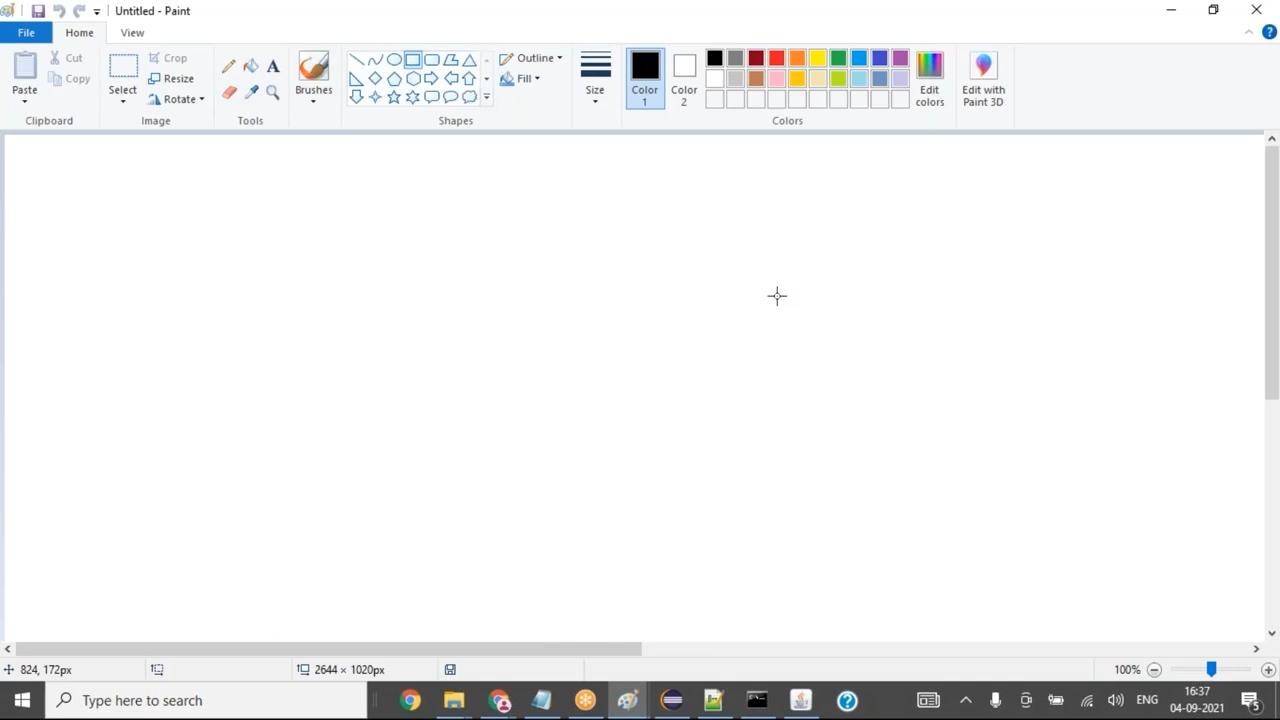 Untitled - Paint
File
Home
View
Paste
Cut
Copy
Clipboard
Select
Crop
Resize
Rotate
Image
A
Tools
Brushes
Outline
Fill
Shapes
Size
Color 1
Color 2
Edit colors
Colors
Edit with Paint 3D
824, 172px
2644 × 1020px
100%
Type here to search
ENG
16:37
04-09-2021
5